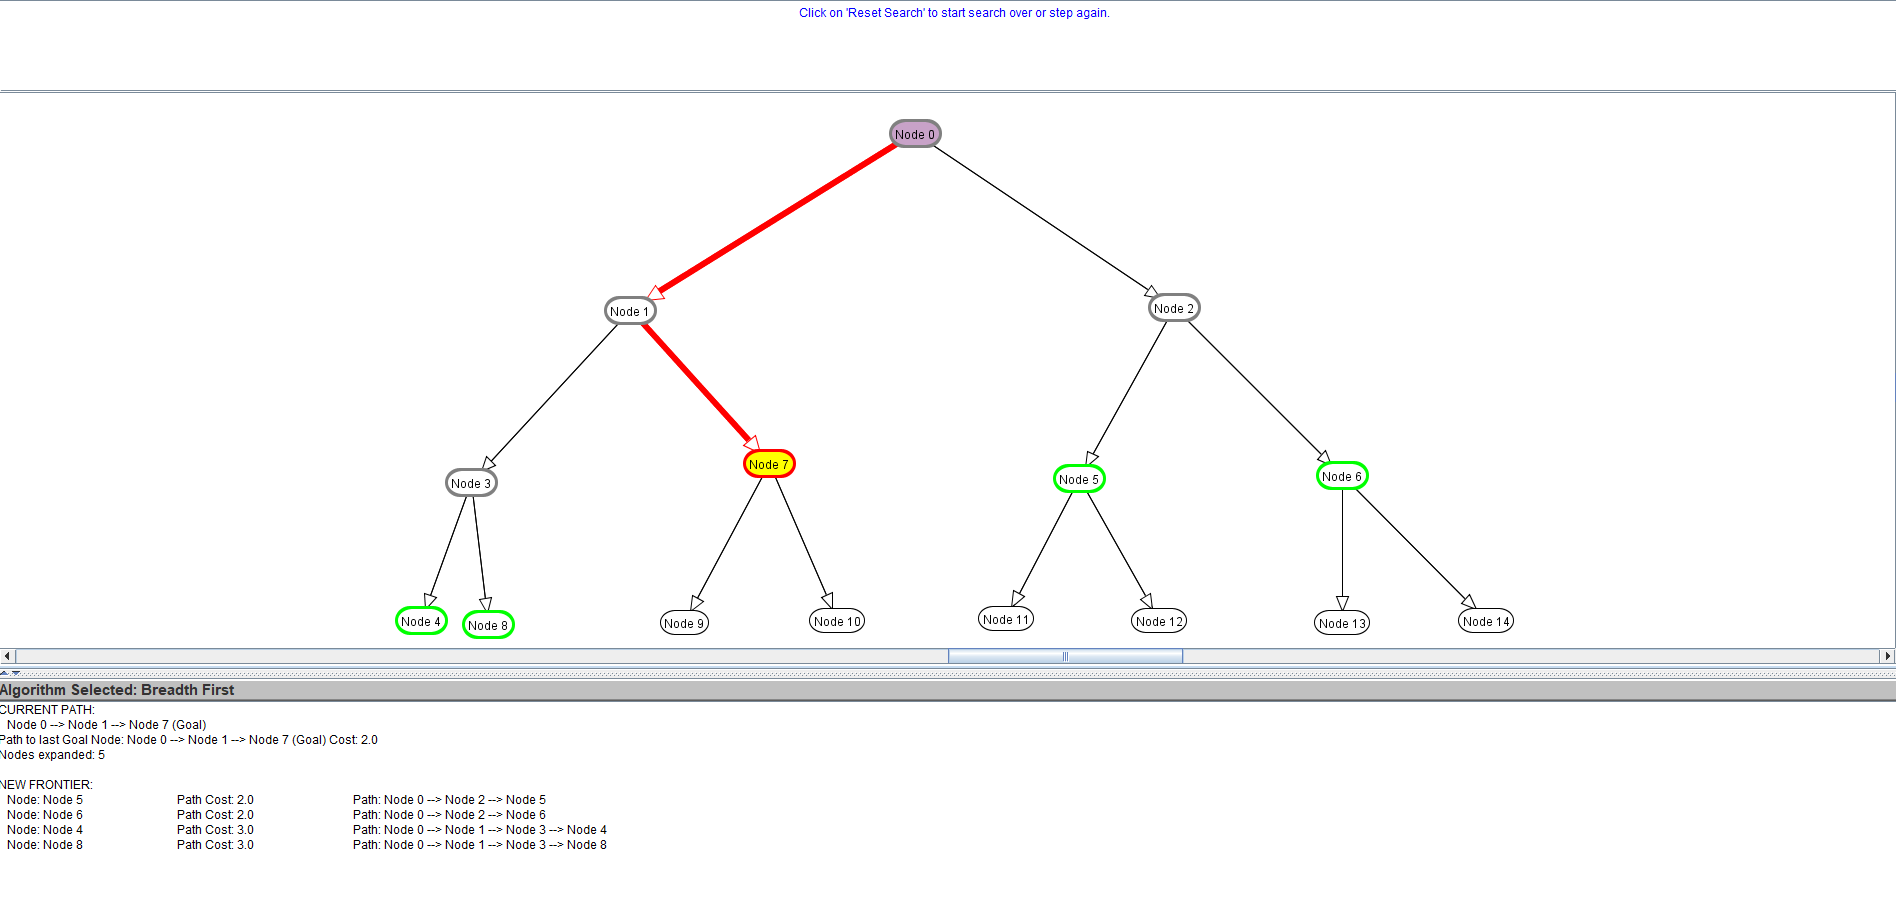 Click on 'Reset Search' to start search over or step again.
Node 0
Node 1
Node 2
Node 3
Node 7
Node 5
Node 6
Node 4
Node 8
Node 9
Node 10
Node 11
Node 12
Node 13
Node 14
Algorithm Selected: Breadth First
CURRENT PATH:
Node 0 --> Node 1 --> Node 7 (Goal)
Path to last Goal Node: Node 0 --> Node 1 --> Node 7 (Goal) Cost: 2.0
Nodes expanded: 5
NEW FRONTIER:
Node: Node 5 Path Cost: 2.0 Path: Node 0 --> Node 2 --> Node 5
Node: Node 6 Path Cost: 2.0 Path: Node 0 --> Node 2 --> Node 6
Node: Node 4 Path Cost: 3.0 Path: Node 0 --> Node 1 --> Node 3 --> Node 4
Node: Node 8 Path Cost: 3.0 Path: Node 0 --> Node 1 --> Node 3 --> Node 8